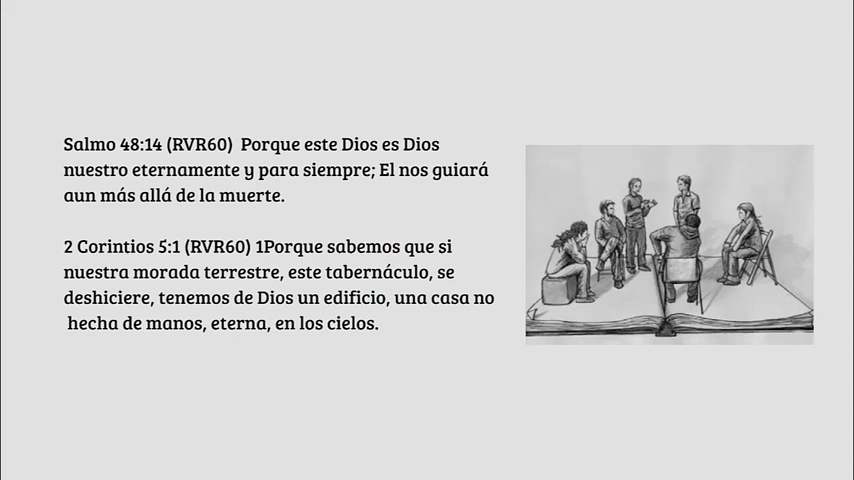 Salmo 48:14 (RVR60)  Porque este Dios es Dios
nuestro eternamente y para siempre; El nos guiará
aun más allá de la muerte.
2 Corintios 5:1 (RVR60) 1Porque sabemos que si
nuestra morada terrestre, este tabernáculo, se
deshiciere, tenemos de Dios un edificio, una casa no
hecha de manos, eterna, en los cielos.